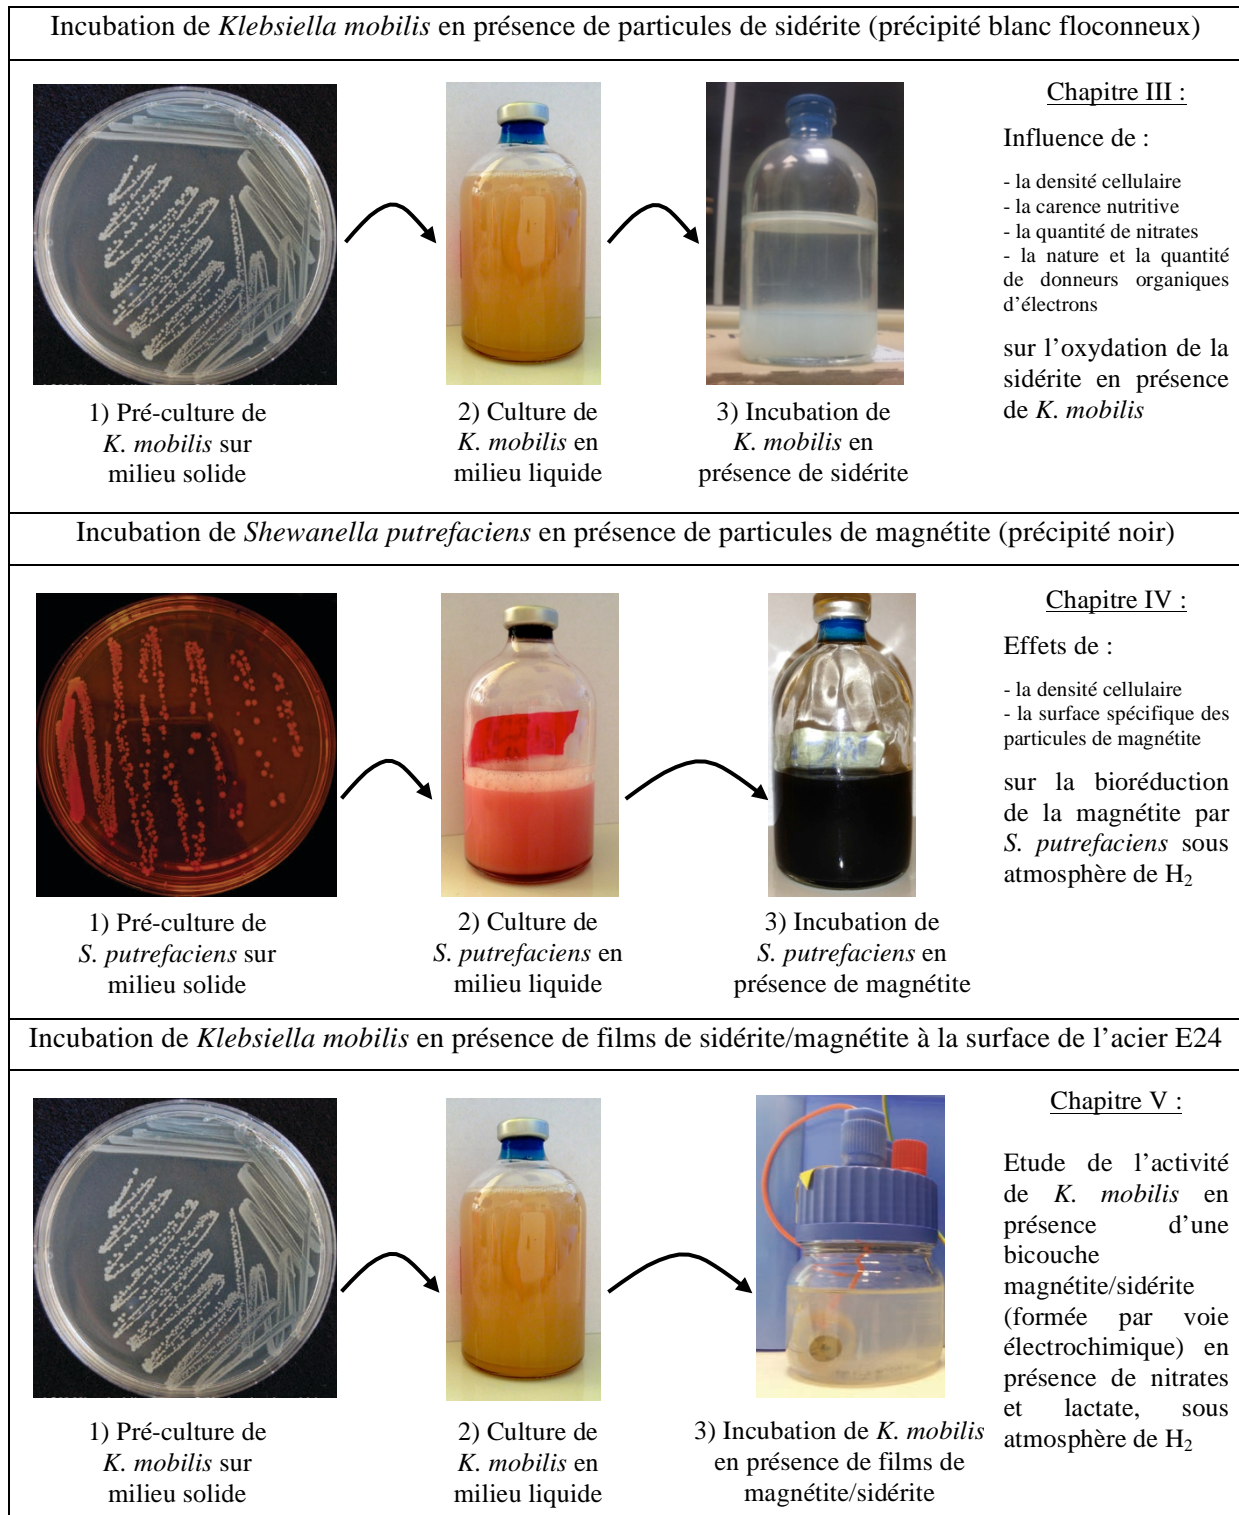 Incubation de Klebsiella mobilis en présence de particules de sidérite (précipité blanc floconneux)
1) Pré-culture de
K. mobilis sur
milieu solide
2) Culture de
K. mobilis en
milieu liquide
3) Incubation de
K. mobilis en
présence de sidérite
Chapitre III :
Influence de :
- la densité cellulaire
- la carence nutritive
- la quantité de nitrates
- la nature et la quantité
de donneurs organiques
d'électrons
sur l'oxydation de la
sidérite en présence
de K. mobilis
Incubation de Shewanella putrefaciens en présence de particules de magnétite (précipité noir)
1) Pré-culture de
S. putrefaciens sur
milieu solide
2) Culture de
S. putrefaciens en
milieu liquide
3) Incubation de
S. putrefaciens en
présence de magnétite
Chapitre IV :
Effets de :
- la densité cellulaire
- la surface spécifique des
particules de magnétite
sur la bioréduction
de la magnétite par
S. putrefaciens sous
atmosphère de H2
Incubation de Klebsiella mobilis en présence de films de sidérite/magnétite à la surface de l'acier E24
1) Pré-culture de
K. mobilis sur
milieu solide
2) Culture de
K. mobilis en
milieu liquide
3) Incubation de K. mobilis
en présence de films de
magnétite/sidérite
Chapitre V :
Etude de l'activité
de K. mobilis en
présence d'une
bicouche
magnétite/sidérite
(formée par voie
électrochimique) en
présence de nitrates
et lactate, sous
atmosphère de H2